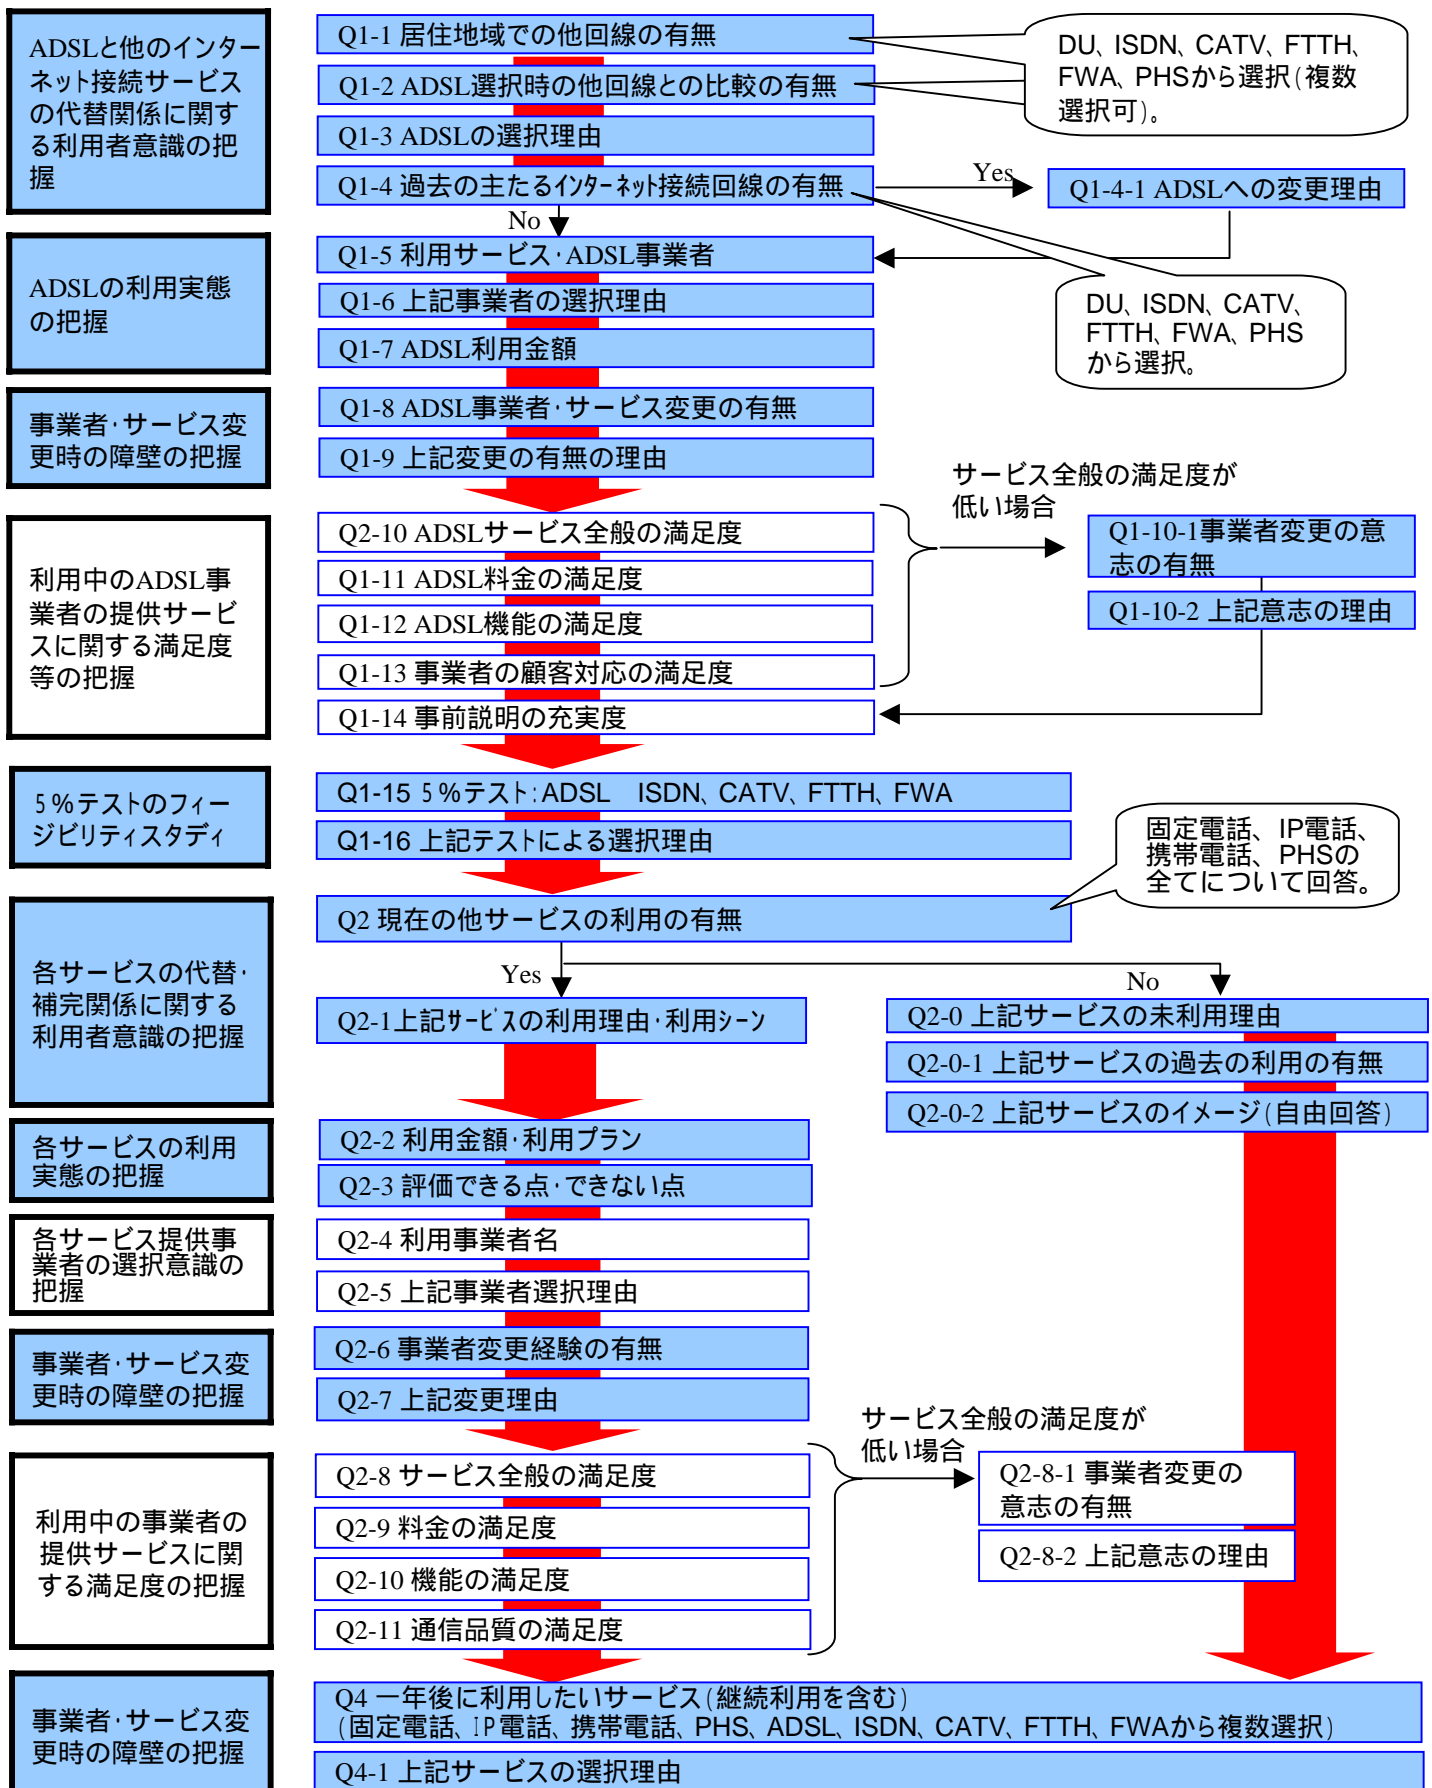 ADSLと他のインター
ネット接続サービス
の代替関係に関す
る利用者意識の把
握
Q1-1 居住地域での他回線の有無
Q1-2 ADSL選択時の他回線との比較の有無
Q1-3 ADSLの選択理由
Q1-4 過去の主たるインターネット接続回線の有無
DU、ISDN、CATV、FTTH、
FWA、PHSから選択(複数
選択可)。
Yes
Q1-4-1 ADSLへの変更理由
No
ADSLの利用実態
の把握
Q1-5 利用サービス・ADSL事業者
Q1-6 上記事業者の選択理由
Q1-7 ADSL利用金額
DU、ISDN、CATV、
FTTH、FWA、PHS
から選択。
事業者・サービス変
更時の障壁の把握
Q1-8 ADSL事業者・サービス変更の有無
Q1-9 上記変更の有無の理由
サービス全般の満足度が
低い場合
利用中のADSL事
業者の提供サービ
スに関する満足度
等の把握
Q2-10 ADSLサービス全般の満足度
Q1-11 ADSL料金の満足度
Q1-12 ADSL機能の満足度
Q1-13 事業者の顧客対応の満足度
Q1-14 事前説明の充実度
Q1-10-1事業者変更の意
志の有無
Q1-10-2 上記意志の理由
5%テストのフィー
ジビリティスタディ
Q1-15 5%テスト:ADSL ISDN、CATV、FTTH、FWA
Q1-16 上記テストによる選択理由
固定電話、IP電話、
携帯電話、PHSの
全てについて回答。
各サービスの代替・
補完関係に関する
利用者意識の把握
Q2 現在の他サービスの利用の有無
Yes
No
Q2-1上記サービスの利用理由・利用シーン
Q2-0 上記サービスの未利用理由
Q2-0-1 上記サービスの過去の利用の有無
Q2-0-2 上記サービスのイメージ(自由回答)
各サービスの利用
実態の把握
Q2-2 利用金額・利用プラン
Q2-3 評価できる点・できない点
各サービス提供事
業者の選択意識の
把握
Q2-4 利用事業者名
Q2-5 上記事業者選択理由
事業者・サービス変
更時の障壁の把握
Q2-6 事業者変更経験の有無
Q2-7 上記変更理由
サービス全般の満足度が
低い場合
利用中の事業者の
提供サービスに関
する満足度の把握
Q2-8 サービス全般の満足度
Q2-9 料金の満足度
Q2-10 機能の満足度
Q2-11 通信品質の満足度
Q2-8-1 事業者変更の
意志の有無
Q2-8-2 上記意志の理由
事業者・サービス変
更時の障壁の把握
Q4 一年後に利用したいサービス(継続利用を含む)
(固定電話、IP電話、携帯電話、PHS、ADSL、ISDN、CATV、FTTH、FWAから複数選択)
Q4-1 上記サービスの選択理由